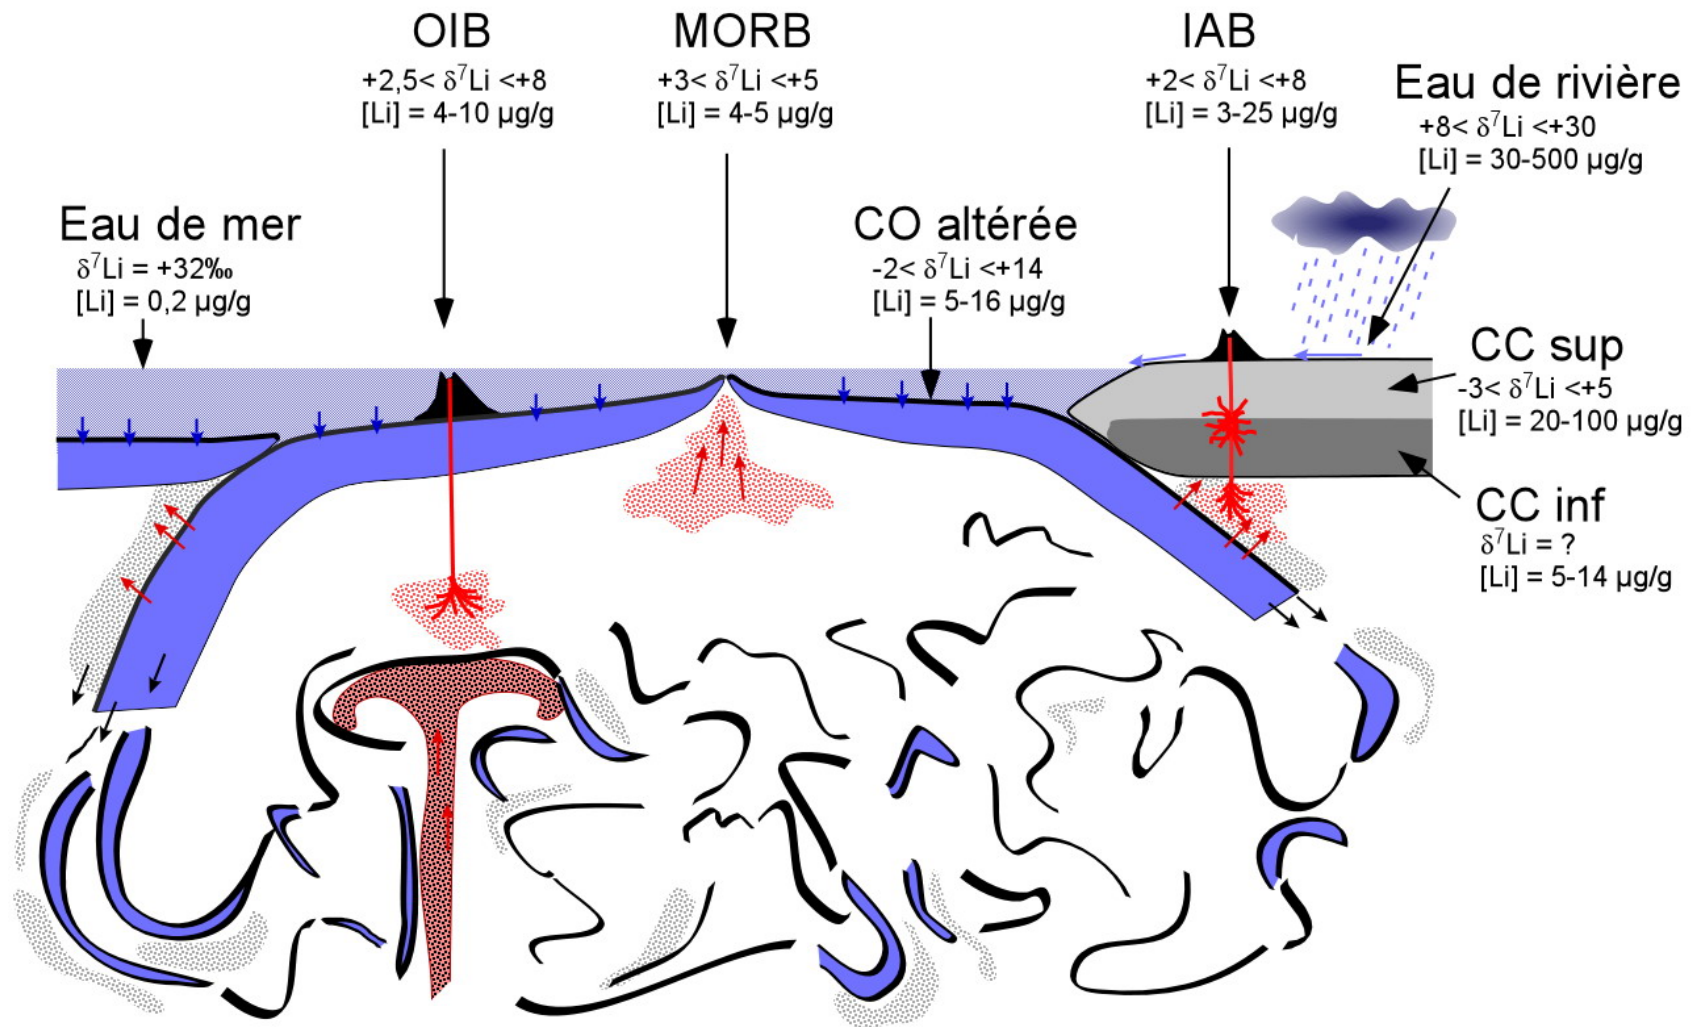 OIB
+2,5< δ⁷Li <+8
[Li] = 4-10 µg/g
MORB
+3< δ⁷Li <+5
[Li] = 4-5 µg/g
IAB
+2< δ⁷Li <+8
[Li] = 3-25 µg/g
Eau de rivière
+8< δ⁷Li <+30
[Li] = 30-500 µg/g
Eau de mer
δ⁷Li = +32‰
[Li] = 0,2 µg/g
CO altérée
-2< δ⁷Li <+14
[Li] = 5-16 µg/g
CC sup
-3< δ⁷Li <+5
[Li] = 20-100 µg/g
CC inf
δ⁷Li = ?
[Li] = 5-14 µg/g